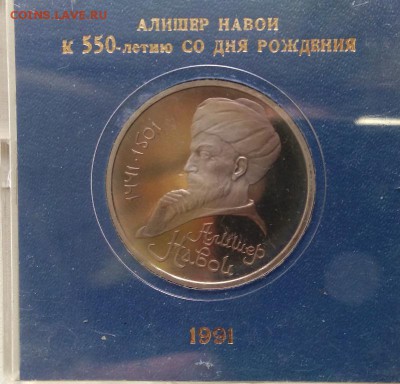 COINS.LAVE.RU
АЛИШЕР НАВОИ
К 550-летию СО ДНЯ РОЖДЕНИЯ
1441-1501
Алишер
Навои
1991